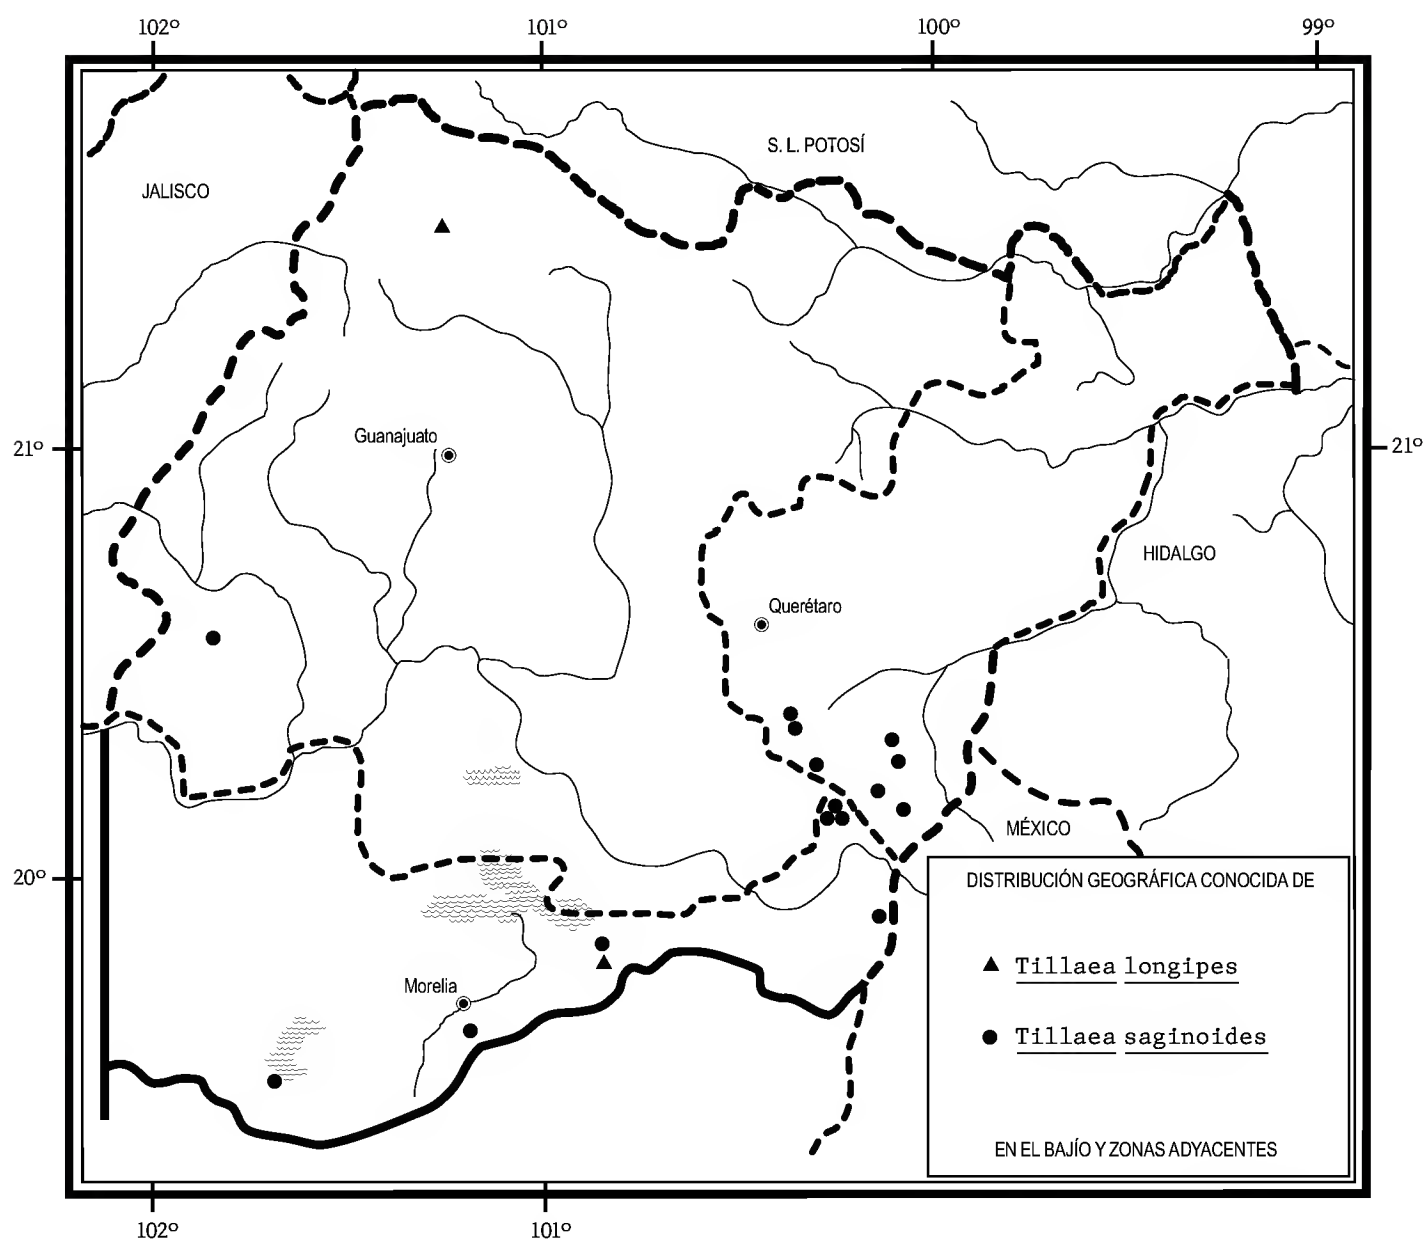 102º 101º 100º 99º
S. L. POTOSÍ
JALISCO
Guanajuato
21º 21º
HIDALGO
Querétaro
MÉXICO
20º
DISTRIBUCIÓN GEOGRÁFICA CONOCIDA DE
Tillaea longipes
Morelia
Tillaea saginoides
EN EL BAJÍO Y ZONAS ADYACENTES
102º 101º